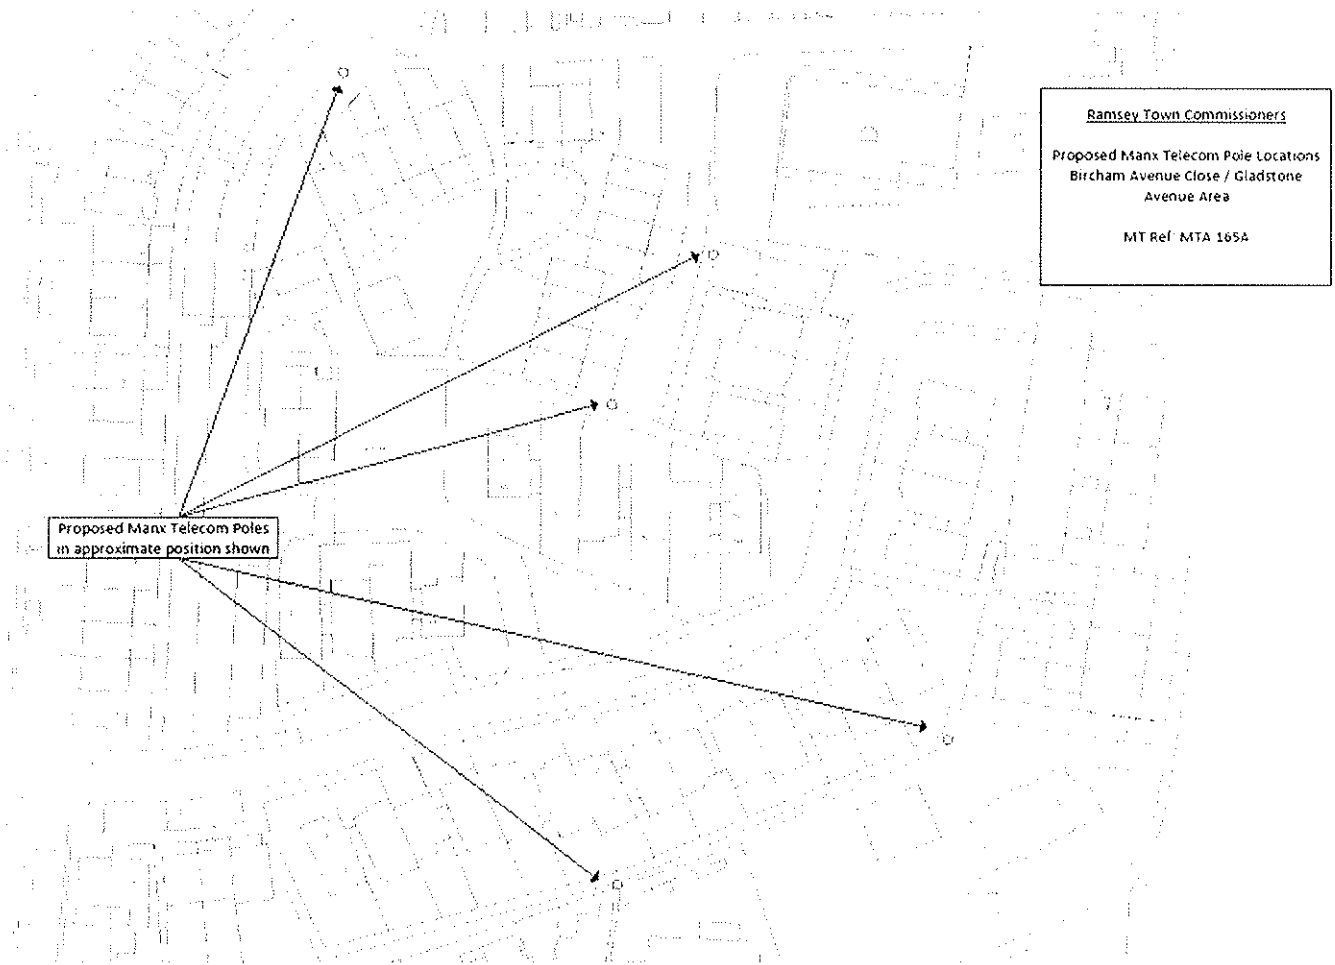 Ramsey Town Commissioners
Proposed Manx Telecom Pole Locations
Bircham Avenue Close / Gladstone
Avenue Area
MT Ref: MTA 165A
Proposed Manx Telecom Poles
in approximate position shown